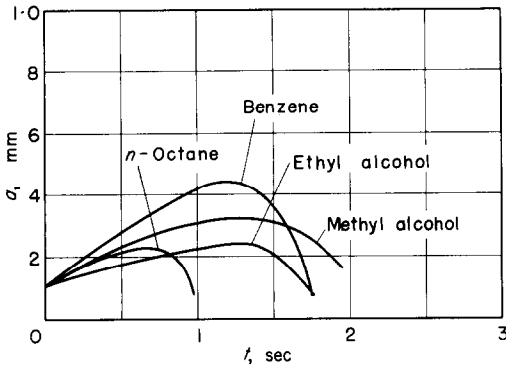 1·0
8
6
4
2
0
1
2
3
a, mm
t, sec
Benzene
n-Octane
Ethyl alcohol
Methyl alcohol